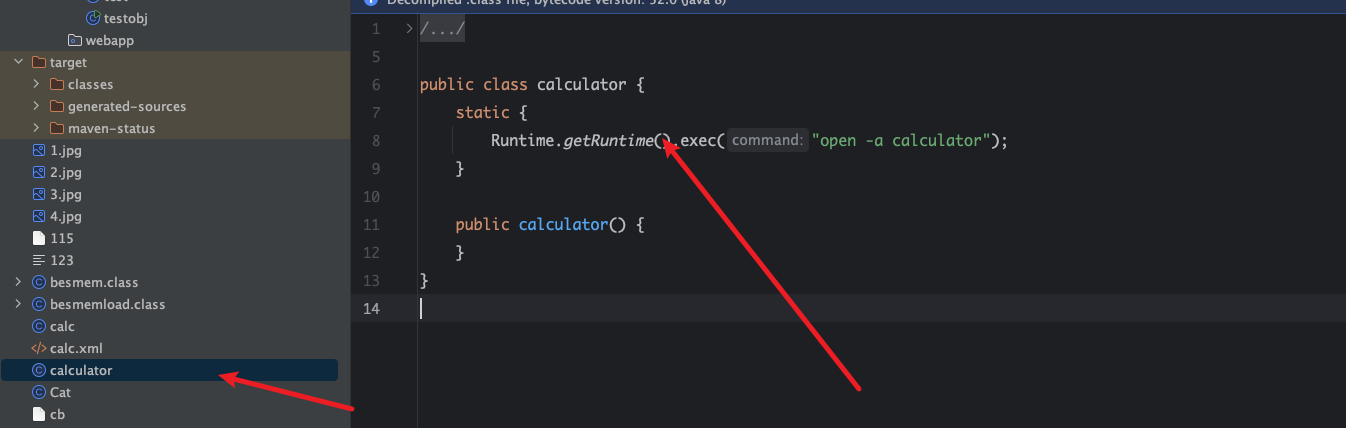 test
testobj
webapp
target
classes
generated-sources
maven-status
1.jpg
2.jpg
3.jpg
4.jpg
115
123
besmem.class
besmemload.class
calc
calc.xml
calculator
Cat
cb
Decompiled .class file, bytecode version: 52.0 (Java 8)
1 /.../
5
6 public class calculator {
7 static {
8 Runtime.getRuntime().exec( command: "open -a calculator");
9 }
10
11 public calculator() {
12 }
13 }
14